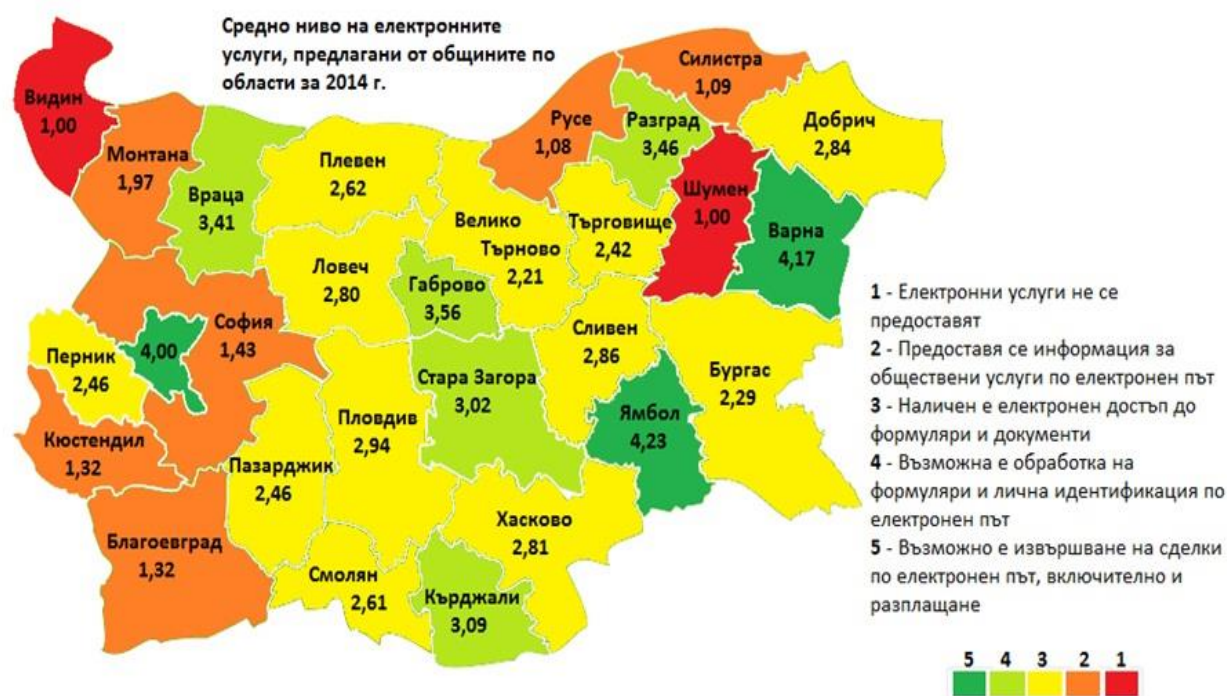 Средно ниво на електронните
услуги, предлагани от общините по
области за 2014 г.
Видин
1,00
Монтана
1,97
Враца
3,41
Плевен
2,62
Русе
1,08
Силистра
1,09
Разград
3,46
Добрич
2,84
Шумен
1,00
Варна
4,17
Велико
Търново
2,21
Търговище
2,42
Ловеч
2,80
Габрово
3,56
София
1,43
4,00
Перник
2,46
Сливен
2,86
Бургас
2,29
Стара Загора
3,02
Ямбол
4,23
Пловдив
2,94
Кюстендил
1,32
Пазарджик
2,46
Благоевград
1,32
Хасково
2,81
Смолян
2,61
Кърджали
3,09
1 - Електронни услуги не се
предоставят
2 - Предоставя се информация за
обществени услуги по електронен път
3 - Наличен е електронен достъп до
формуляри и документи
4 - Възможна е обработка на
формуляри и лична идентификация по
електронен път
5 - Възможно е извършване на сделки
по електронен път, включително и
разплащане
5 4 3 2 1